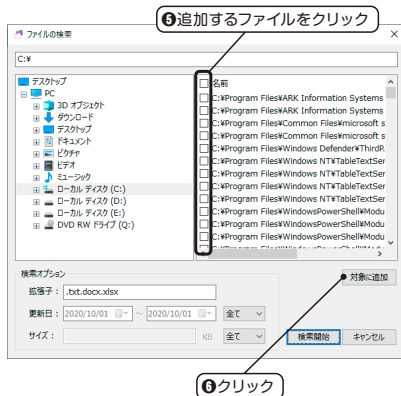 ❺追加するファイルをクリック
ファイルの検索
C:¥
デスクトップ
PC
3D オブジェクト
ダウンロード
デスクトップ
ドキュメント
ピクチャ
ビデオ
ミュージック
ローカル ディスク (C:)
ローカル ディスク (D:)
ローカル ディスク (E:)
DVD RW ドライブ (Q:)
名前
C:¥Program Files¥ARK Information Systems
C:¥Program Files¥ARK Information Systems
C:¥Program Files¥Common Files¥microsoft s
C:¥Program Files¥Common Files¥microsoft s
C:¥Program Files¥Windows Defender¥ThirdP.
C:¥Program Files¥Windows NT¥TableTextSer
C:¥Program Files¥Windows NT¥TableTextSer
C:¥Program Files¥Windows NT¥TableTextSer
C:¥Program Files¥WindowsPowerShell¥Modu
C:¥Program Files¥WindowsPowerShell¥Modu
C:¥Program Files¥WindowsPowerShell¥Modu
C:¥Program Files¥WindowsPowerShell¥Modu
検索オプション
対象に追加
拡張子： .txt.docx.xlsx
更新日： 2020/10/01 ～ 2020/10/01 全て
サイズ： KB 全て
検索開始 キャンセル
❻クリック